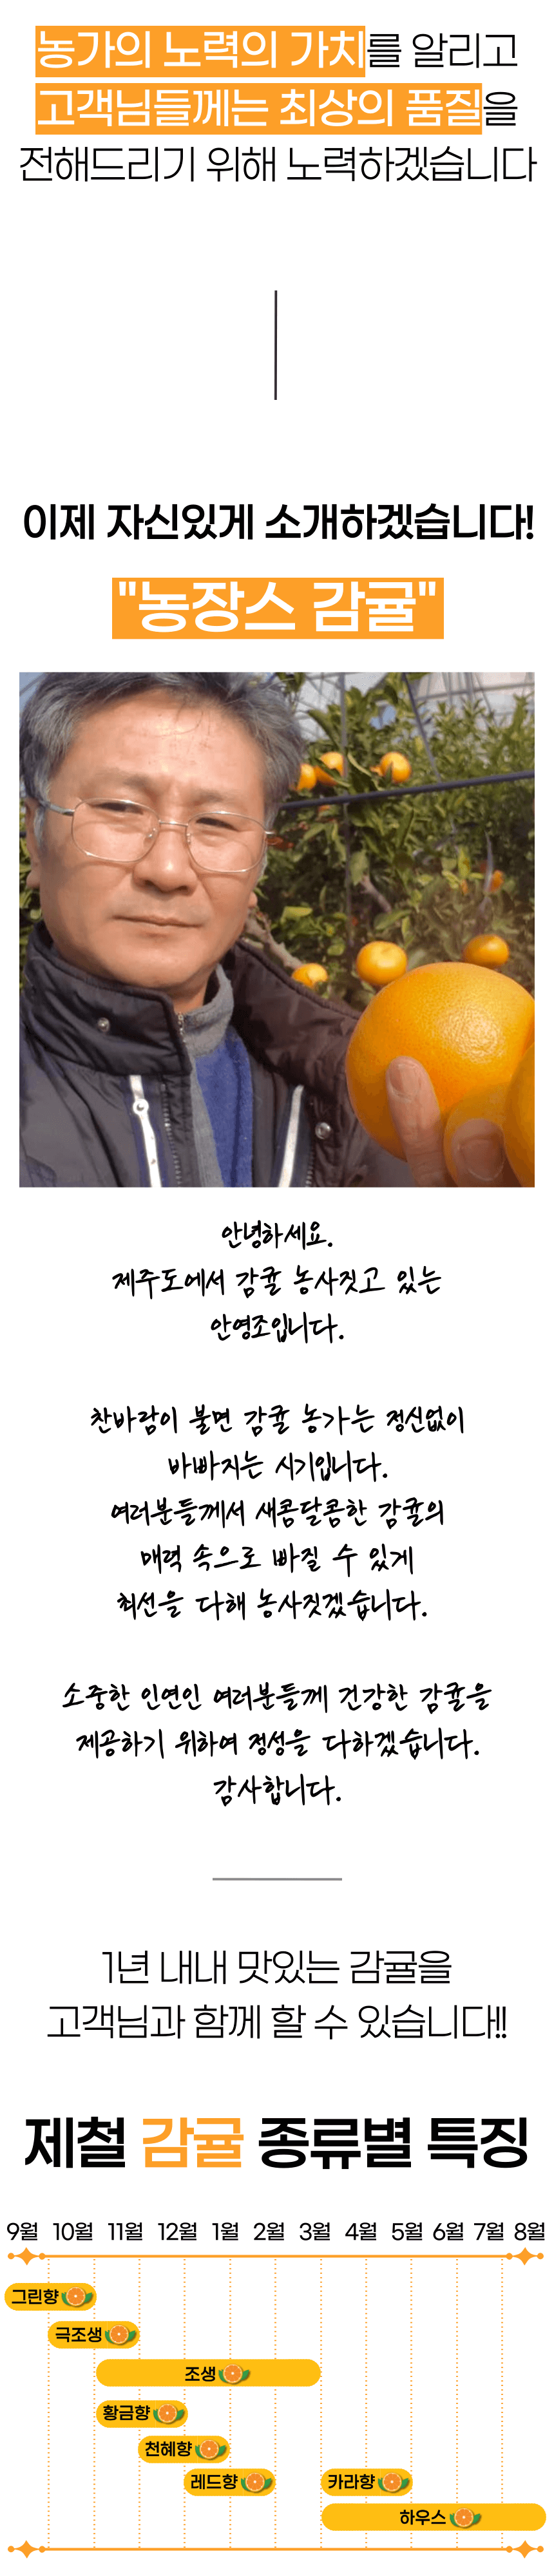 농가의 노력의 가치를 알리고
고객님들께는 최상의 품질을
전해드리기 위해 노력하겠습니다
이제 자신있게 소개하겠습니다!
"농장스 감귤"
안녕하세요.
제주도에서 감귤 농사짓고 있는
안영조입니다.
찬바람이 불면 감귤 농가는 정신없이
바빠지는 시기입니다.
여러분들께서 새콤달콤한 감귤의
매력 속으로 빠질 수 있게
최선을 다해 농사짓겠습니다.
소중한 인연인 여러분들께 건강한 감귤을
제공하기 위하여 정성을 다하겠습니다.
감사합니다.
1년 내내 맛있는 감귤을
고객님과 함께 할 수 있습니다!!
제철 감귤 종류별 특징
9월 10월 11월 12월 1월 2월 3월 4월 5월 6월 7월 8월
그린향
극조생
조생
황금향
천혜향
레드향 카라향
하우스